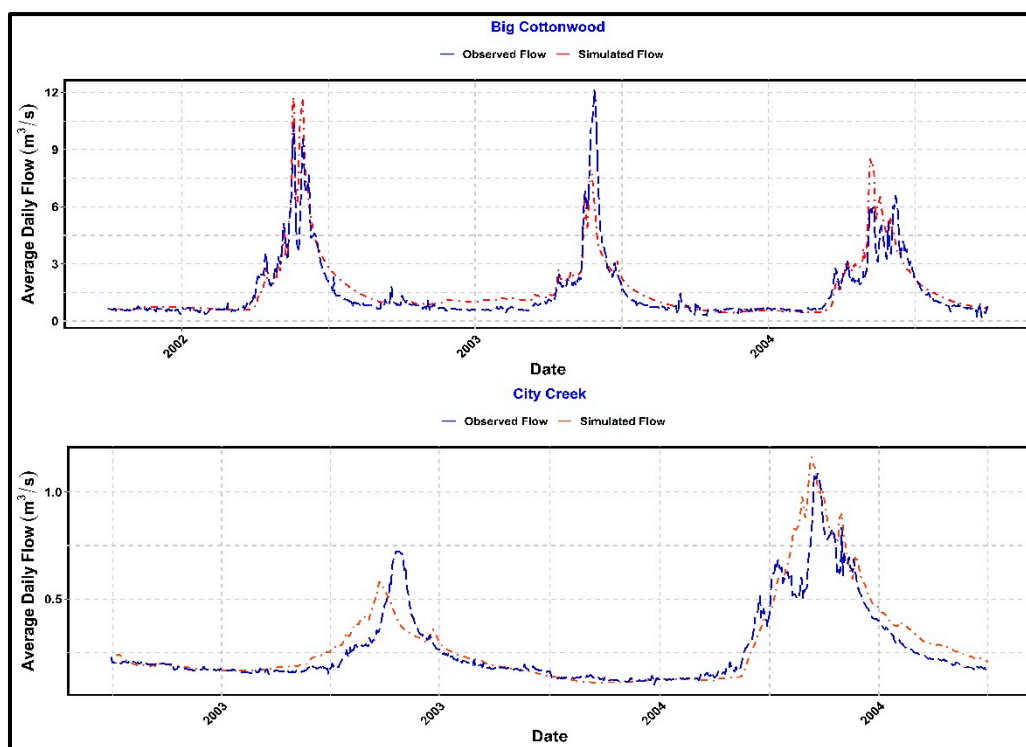 Big Cottonwood
Observed Flow Simulated Flow
Average Daily Flow (m³/s)
12
9
6
3
0
2002
2003
2004
Date
City Creek
Observed Flow Simulated Flow
Average Daily Flow (m³/s)
1.0
0.5
2003
2003
2004
2004
Date